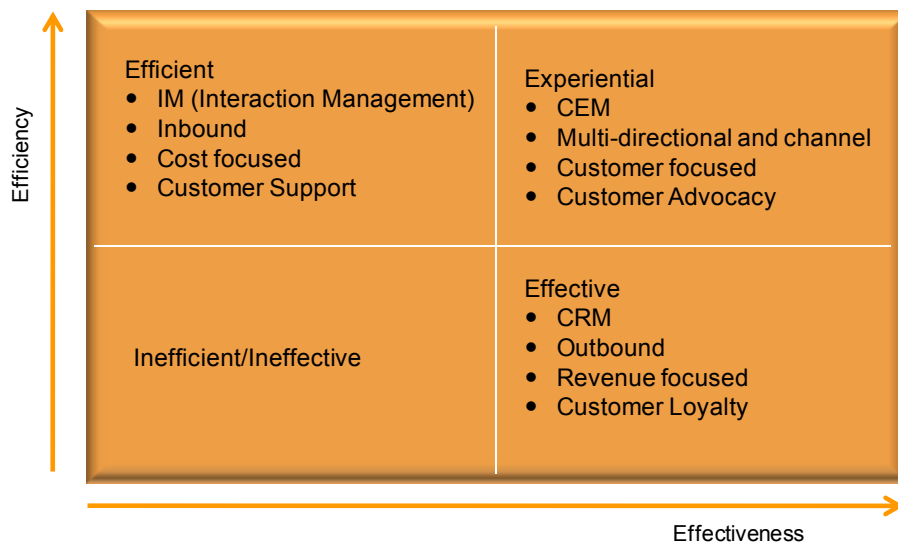 Efficiency
Efficient
• IM (Interaction Management)
• Inbound
• Cost focused
• Customer Support
Experiential
• CEM
• Multi-directional and channel
• Customer focused
• Customer Advocacy
Inefficient/Ineffective
Effective
• CRM
• Outbound
• Revenue focused
• Customer Loyalty
Effectiveness